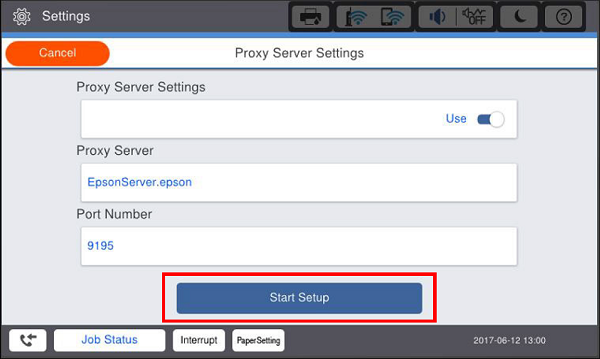 Settings
OFF
Cancel
Proxy Server Settings
Proxy Server Settings
Use
Proxy Server
EpsonServer.epson
Port Number
9195
Start Setup
Job Status
Interrupt
PaperSetting
2017-06-12 13:00